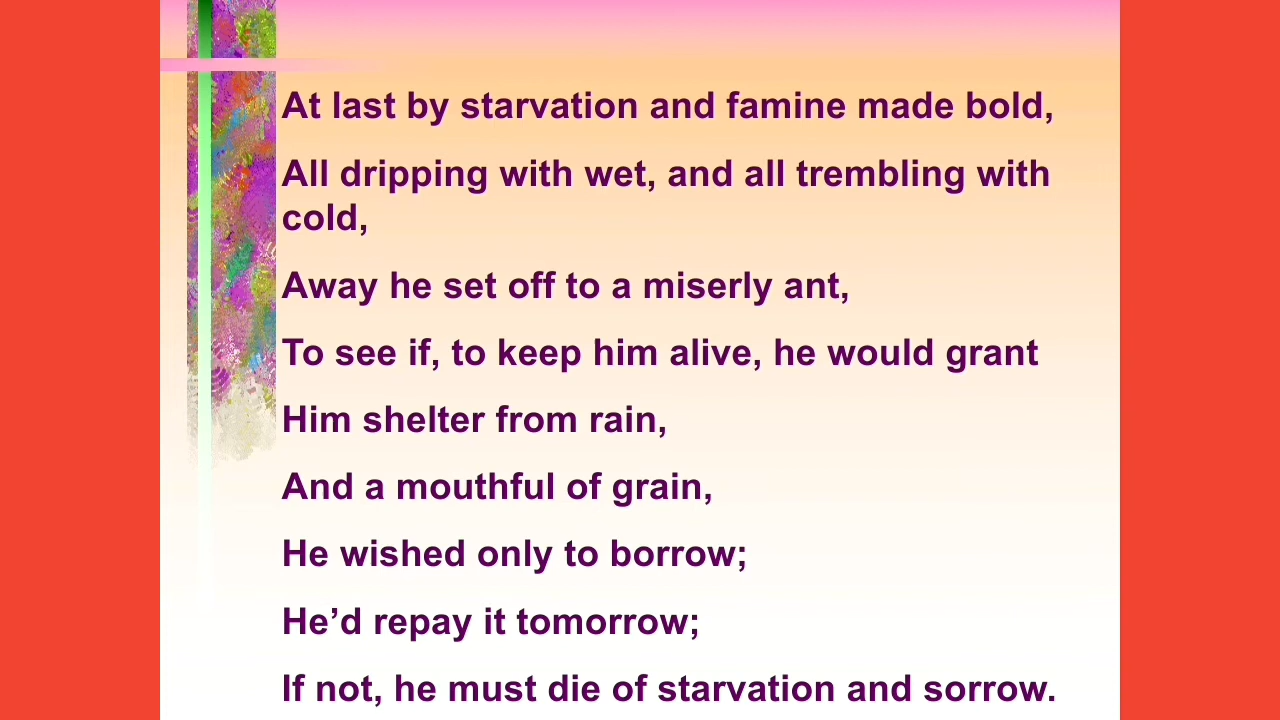 At last by starvation and famine made bold,
All dripping with wet, and all trembling with
cold,
Away he set off to a miserly ant,
To see if, to keep him alive, he would grant
Him shelter from rain,
And a mouthful of grain,
He wished only to borrow;
He’d repay it tomorrow;
If not, he must die of starvation and sorrow.